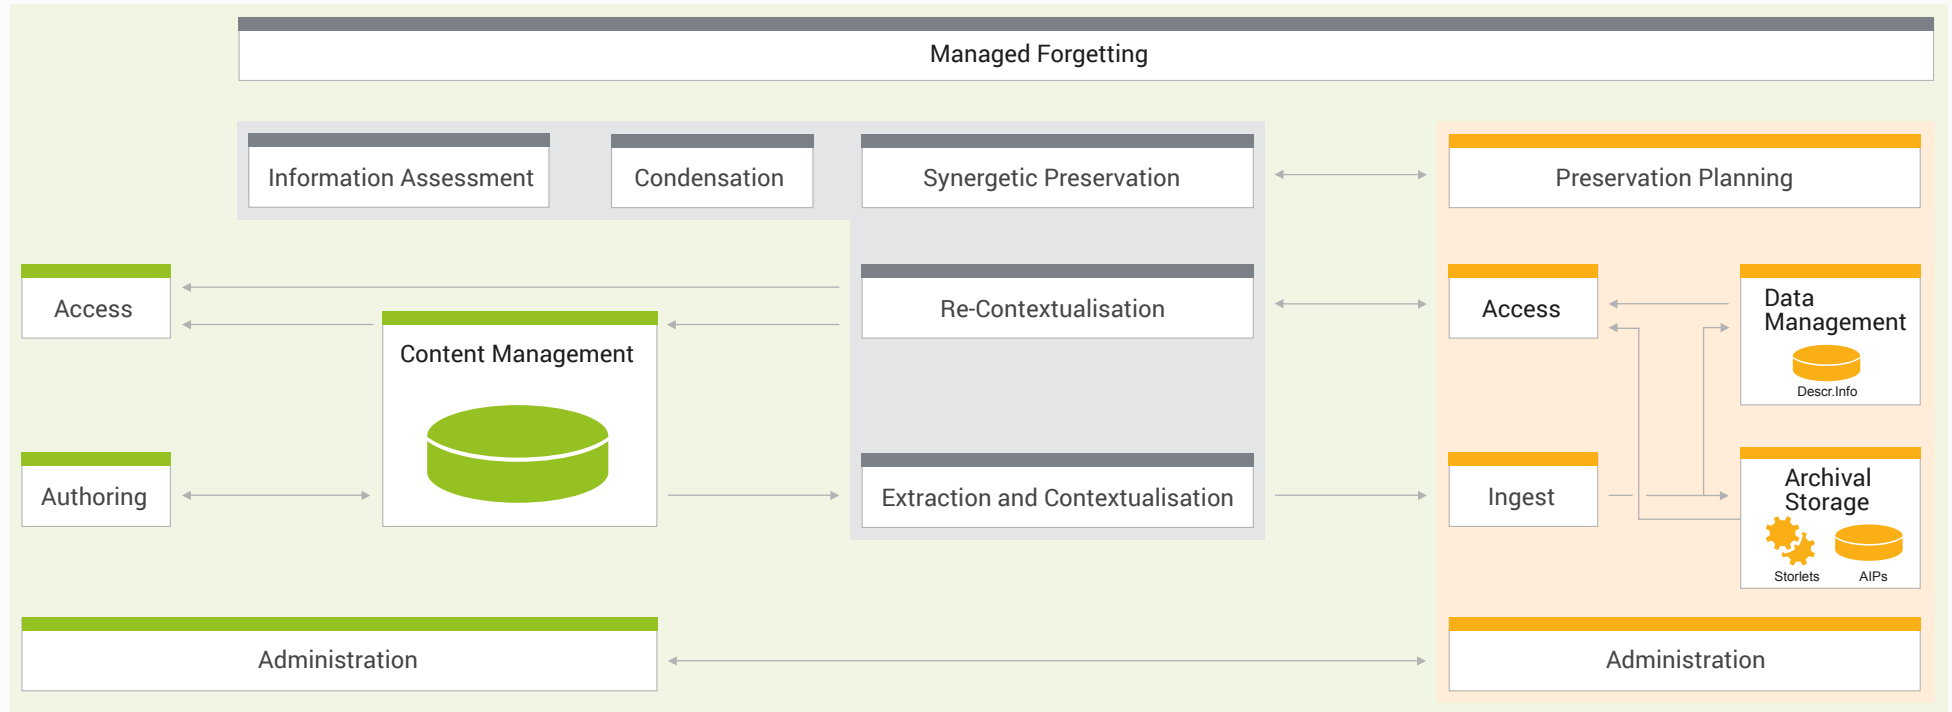 Managed Forgetting
Information Assessment
Condensation
Synergetic Preservation
Preservation Planning
Access
Content Management
Re-Contextualisation
Access
Data
Management
Descr.Info
Authoring
Extraction and Contextualisation
Ingest
Archival
Storage
Storlets
AIPs
Administration
Administration